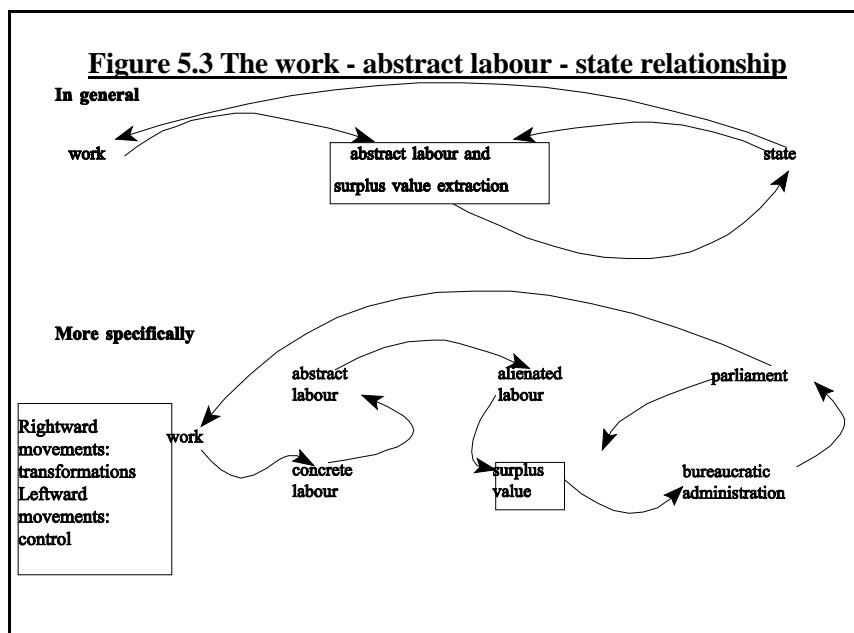 Figure 5.3 The work - abstract labour - state relationship
In general
work
abstract labour and
surplus value extraction
state
More specifically
abstract
labour
alienated
labour
parliament
Rightward
movements:
transformations
Leftward
movements:
control
work
concrete
labour
surplus
value
bureaucratic
administration